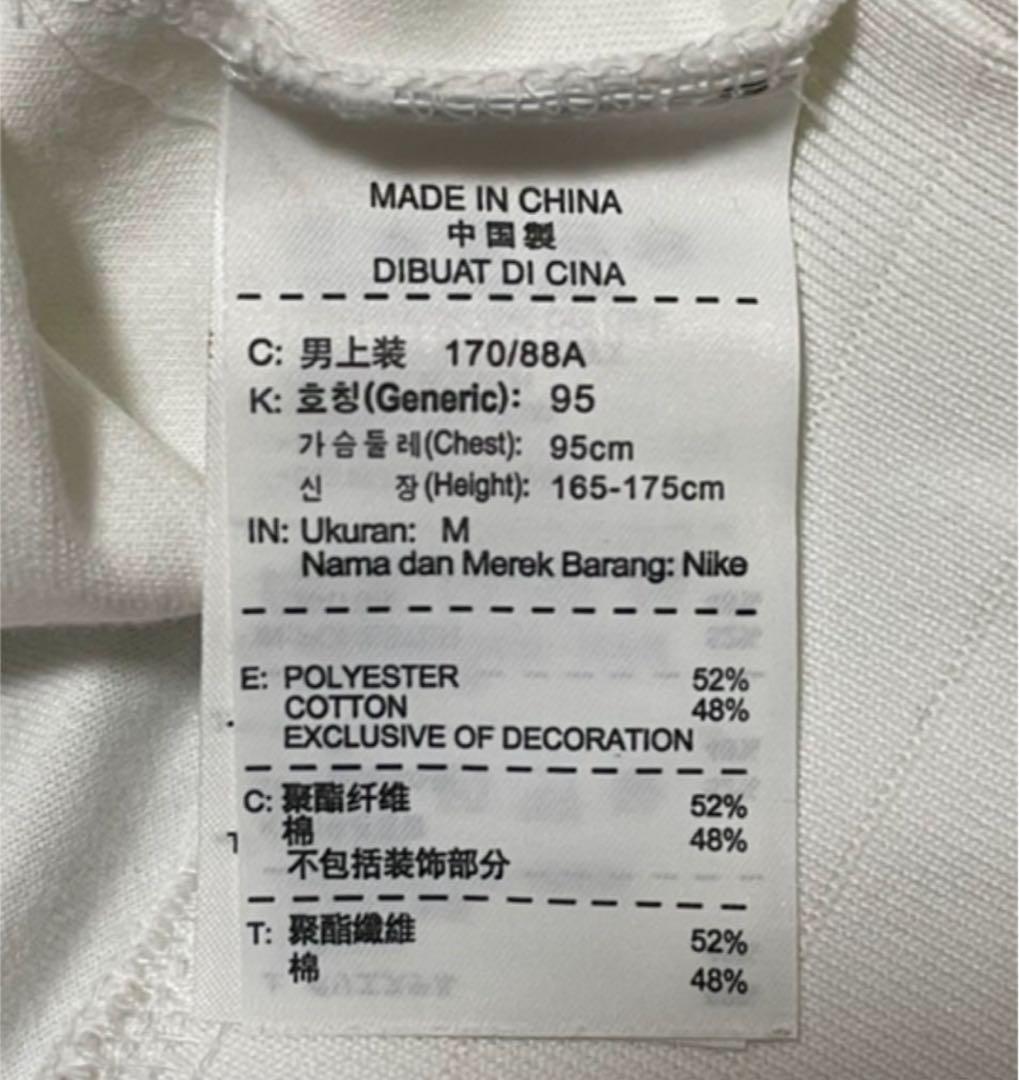 MADE IN CHINA
中国製
DIBUAT DI CINA
C: 男上装 170/88A
K: 호칭(Generic): 95
가슴둘레(Chest): 95cm
신 장(Height): 165-175cm
IN: Ukuran: M
Nama dan Merek Barang: Nike
E: POLYESTER 52%
COTTON 48%
EXCLUSIVE OF DECORATION
C: 聚酯纤维 52%
棉 48%
不包括装饰部分
T: 聚酯纖維 52%
棉 48%